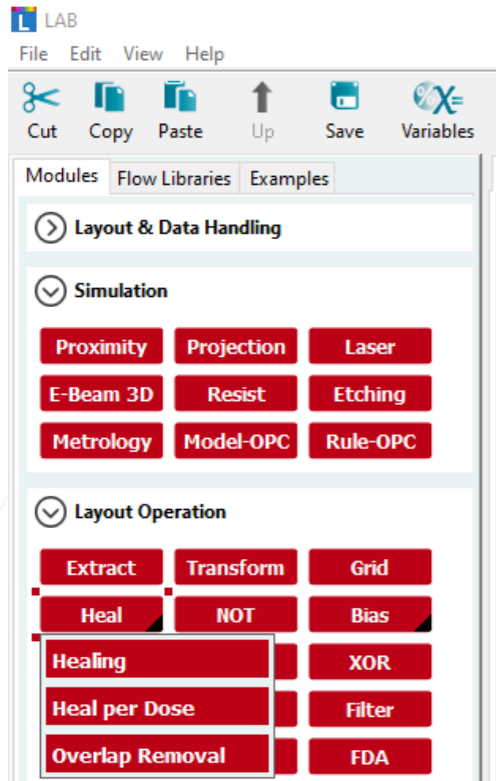 L LAB
File Edit View Help
%X=
Cut Copy Paste Up Save Variables
Modules Flow Libraries Examples
Layout & Data Handling
Simulation
Proximity Projection Laser
E-Beam 3D Resist Etching
Metrology Model-OPC Rule-OPC
Layout Operation
Extract Transform Grid
Heal NOT Bias
Healing XOR
Heal per Dose Filter
Overlap Removal FDA